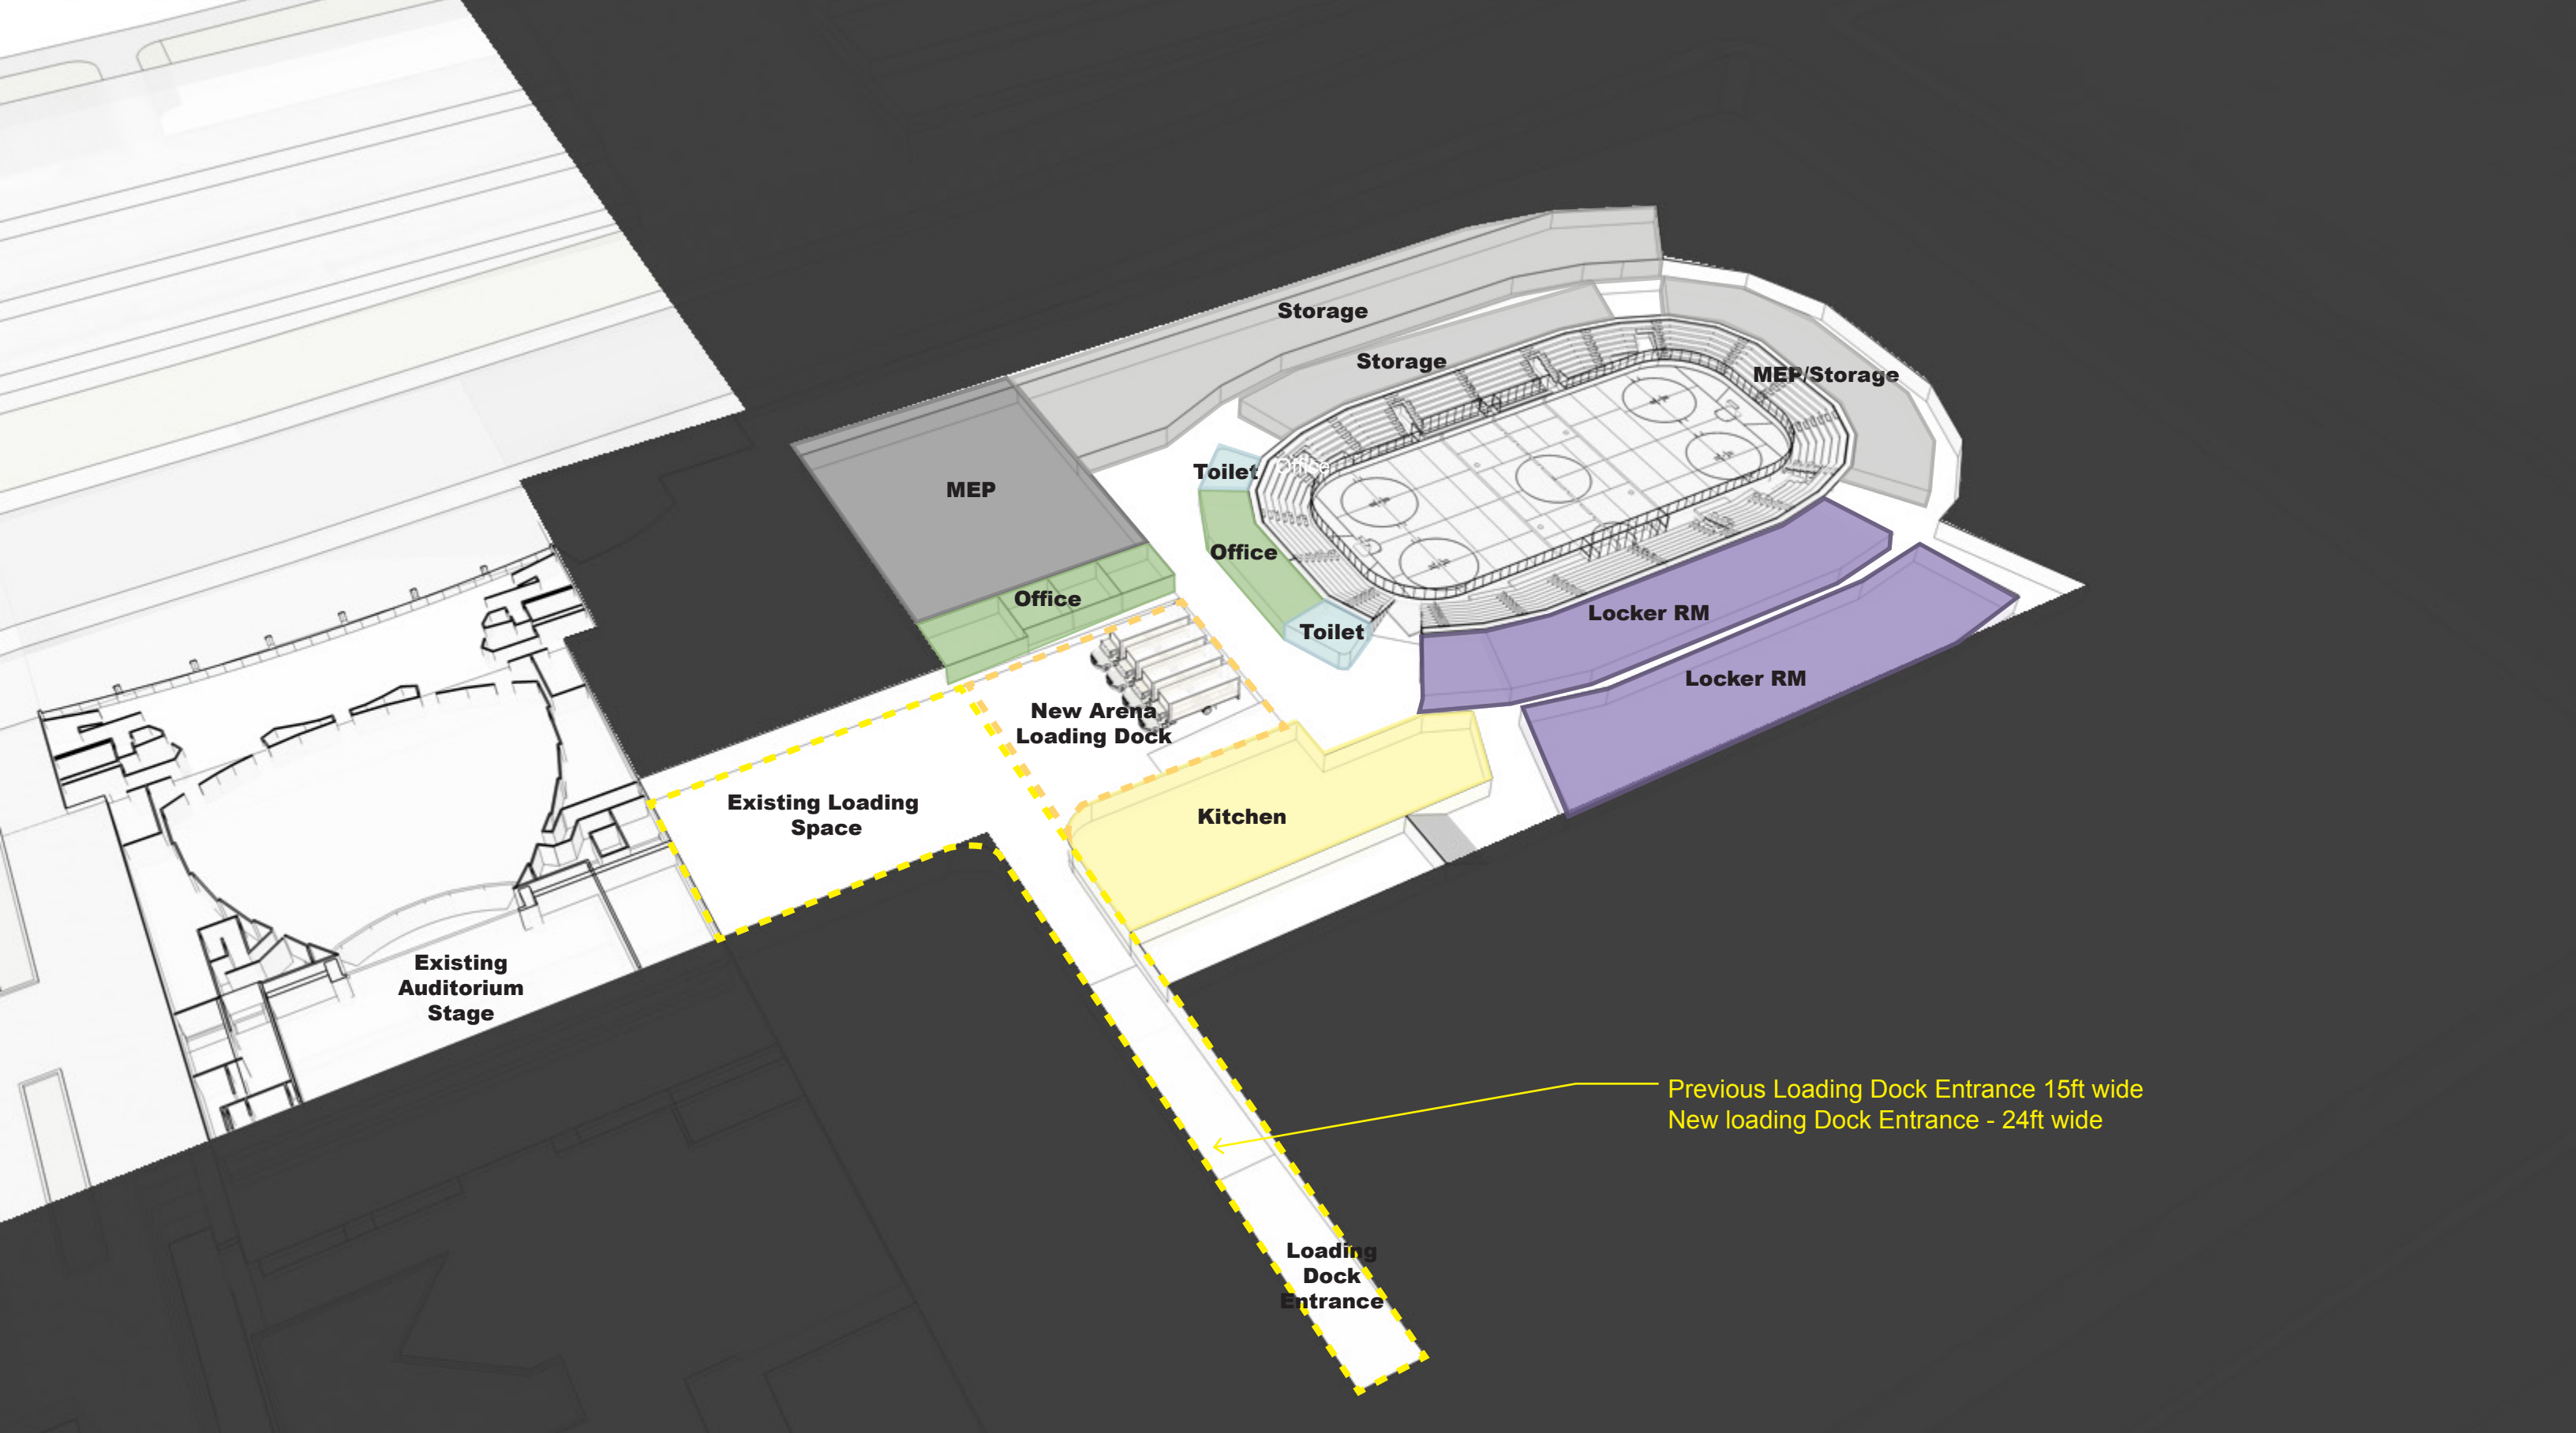 Storage
Storage
MEP/Storage
Toilet
Office
MEP
Office
Office
Toilet
Locker RM
Locker RM
New Arena
Loading Dock
Existing Loading
Space
Kitchen
Existing
Auditorium
Stage
Previous Loading Dock Entrance 15ft wide
New loading Dock Entrance - 24ft wide
Loading
Dock
Entrance